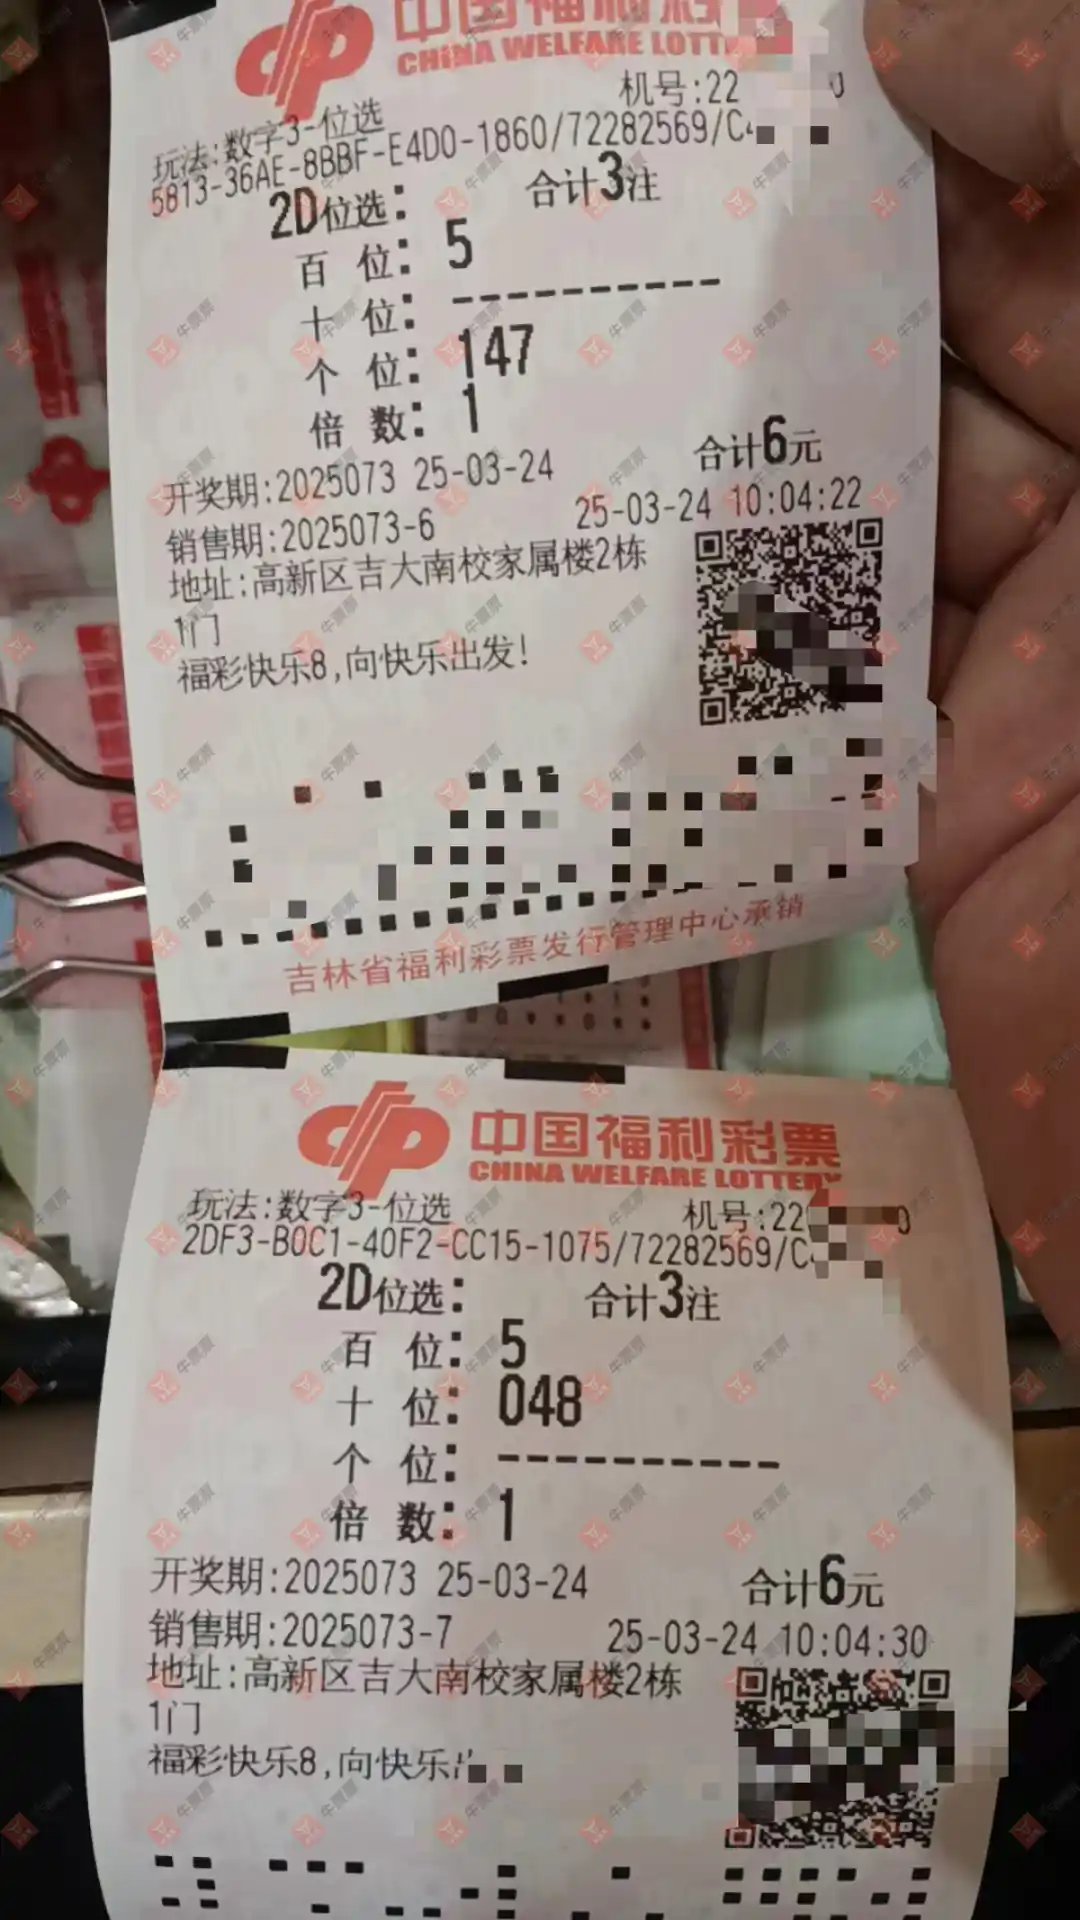 中国福利彩
CHINA WELFARE LOTT
机号:22
玩法:数字3-位选
5813-36AE-8BBF-E4D0-1860/72282569/C
2D位选: 合计3注
百 位: 5
十 位: ----------
个 位: 147
倍 数: 1
合计6元
开奖期:2025073 25-03-24
销售期:2025073-6 25-03-24 10:04:22
地址:高新区吉大南校家属楼2栋
1门
福彩快乐8,向快乐出发!
吉林省福利彩票发行管理中心承销
中国福利彩票
CHINA WELFARE LOTTERY
玩法:数字3-位选 机号:22
2DF3-B0C1-40F2-CC15-1075/72282569/C
2D位选: 合计3注
百 位: 5
十 位: 048
个 位: ----------
倍 数: 1
开奖期:2025073 25-03-24 合计6元
销售期:2025073-7 25-03-24 10:04:30
地址:高新区吉大南校家属楼2栋
1门
福彩快乐8,向快乐
牛票票